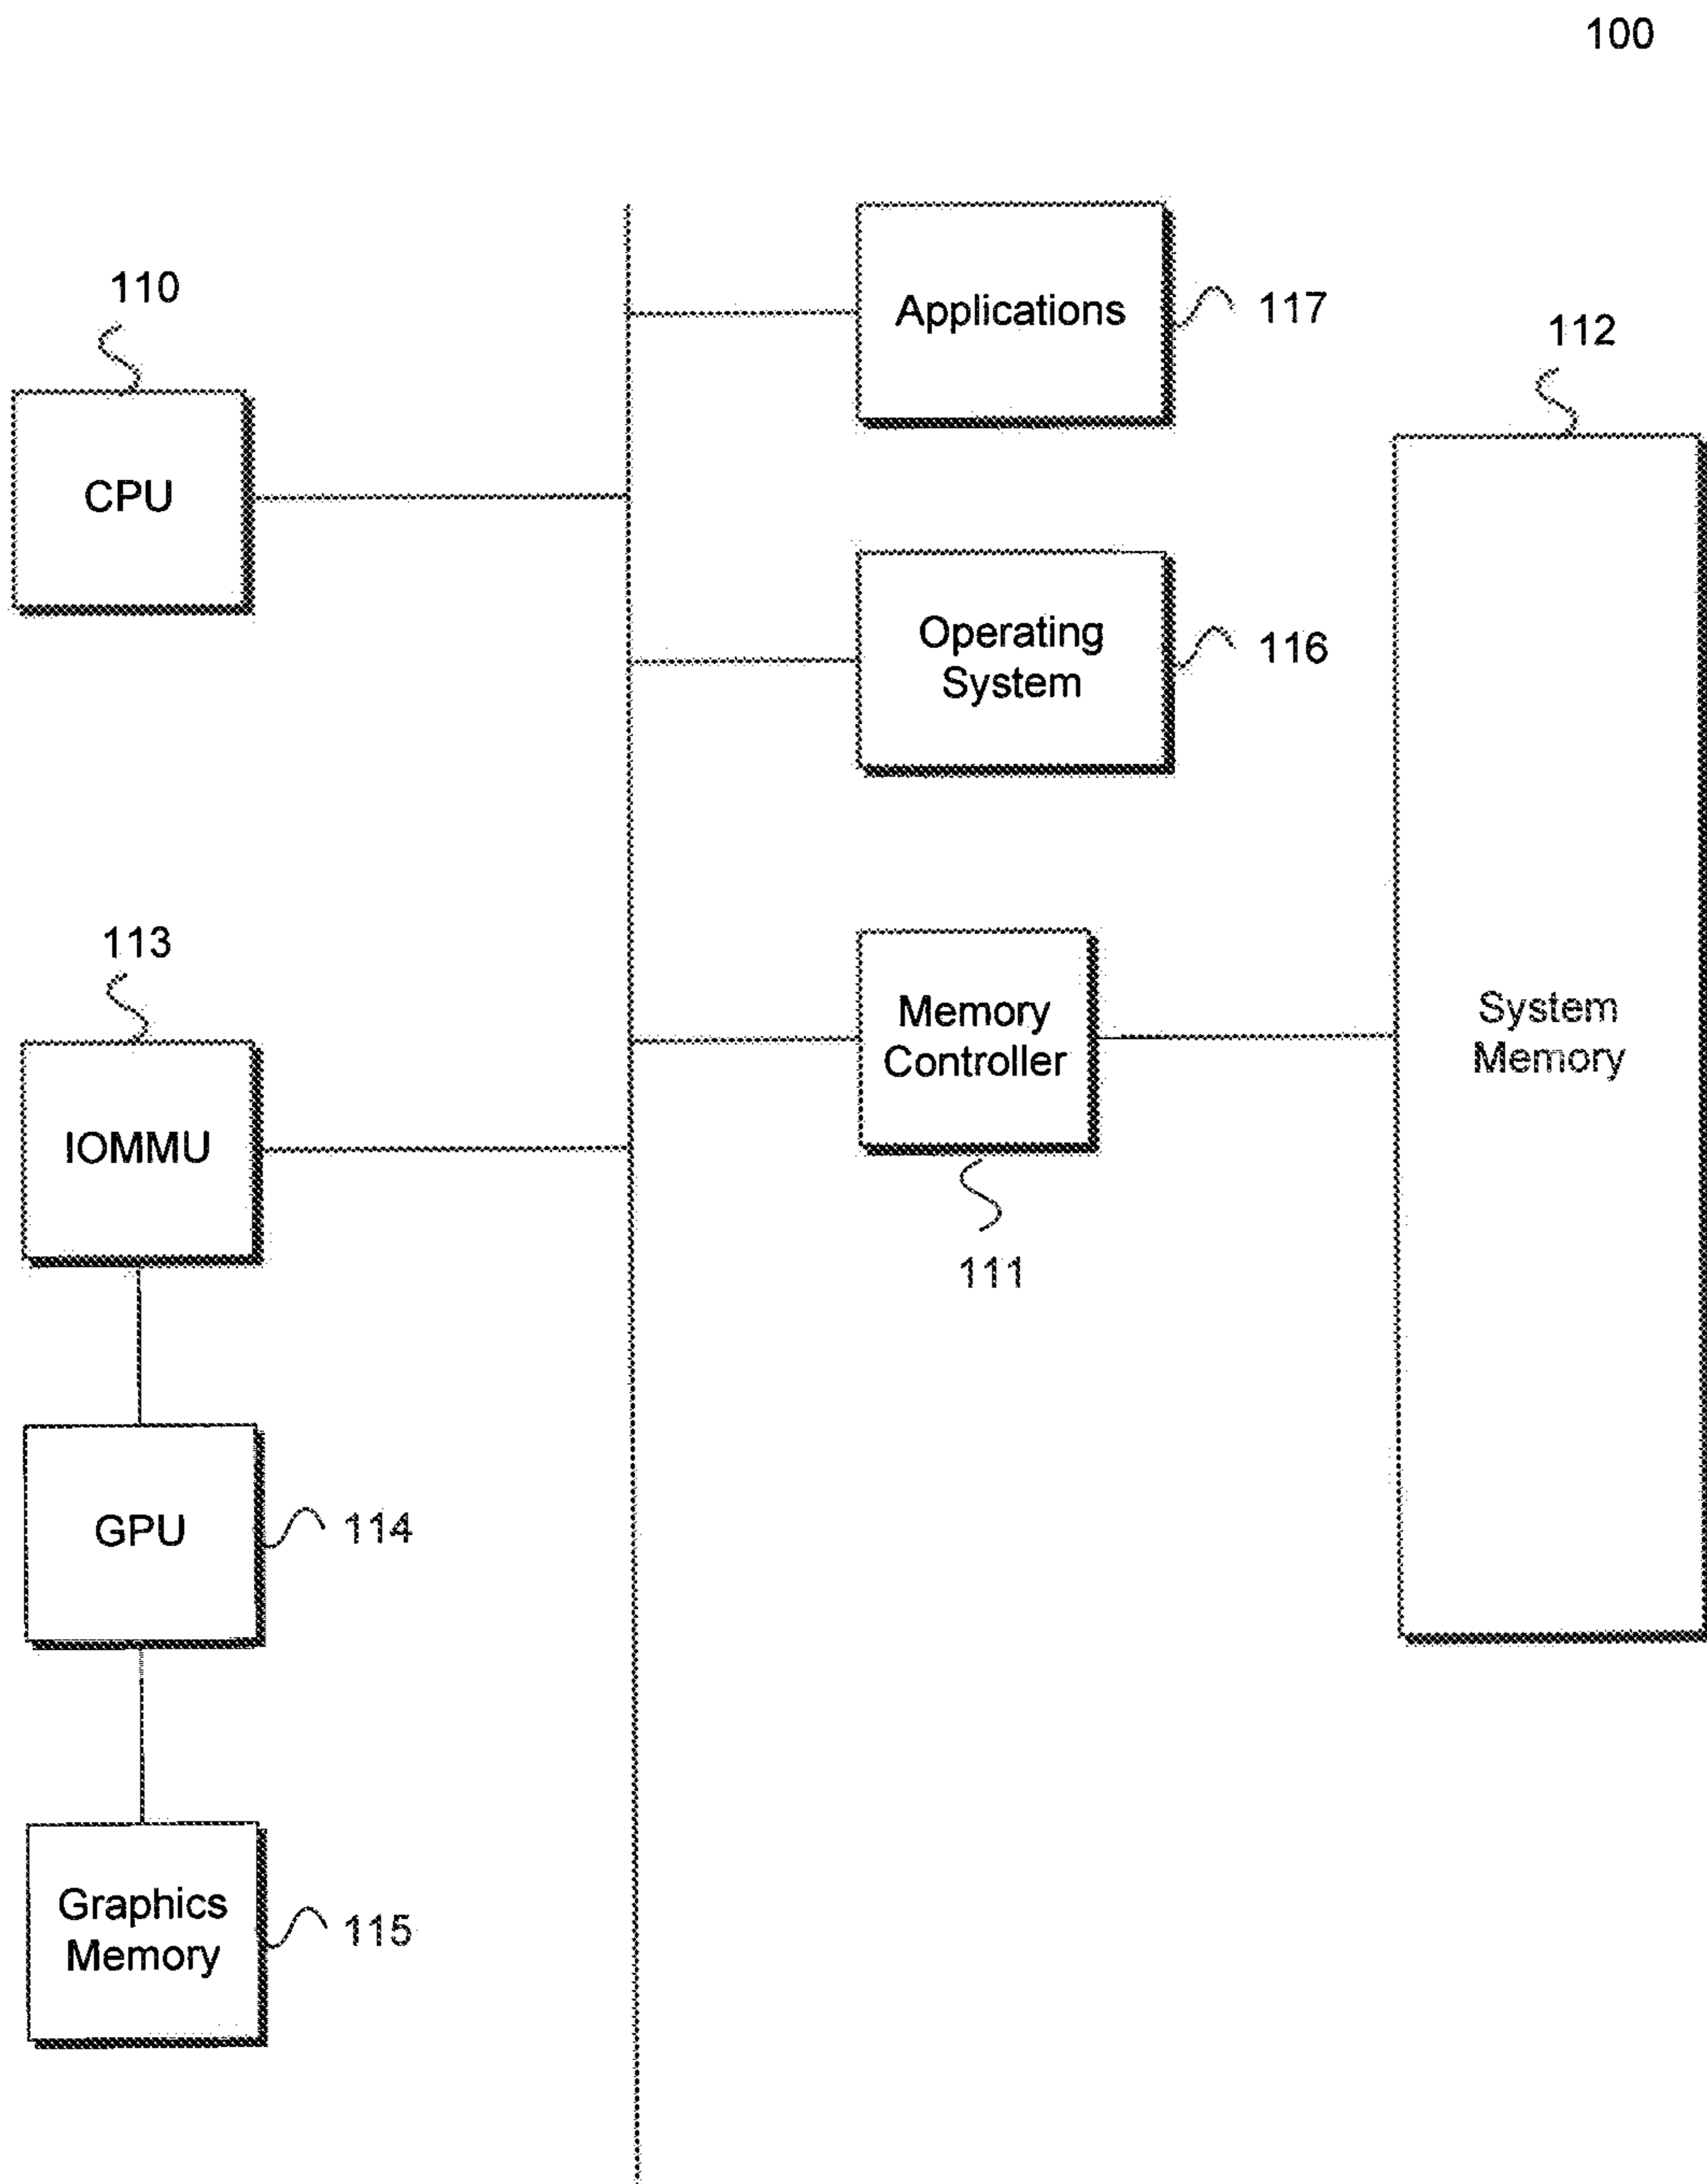 100
110
CPU
Applications
117
112
Operating
System
116
113
IOMMU
Memory
Controller
111
System
Memory
GPU
114
Graphics
Memory
115